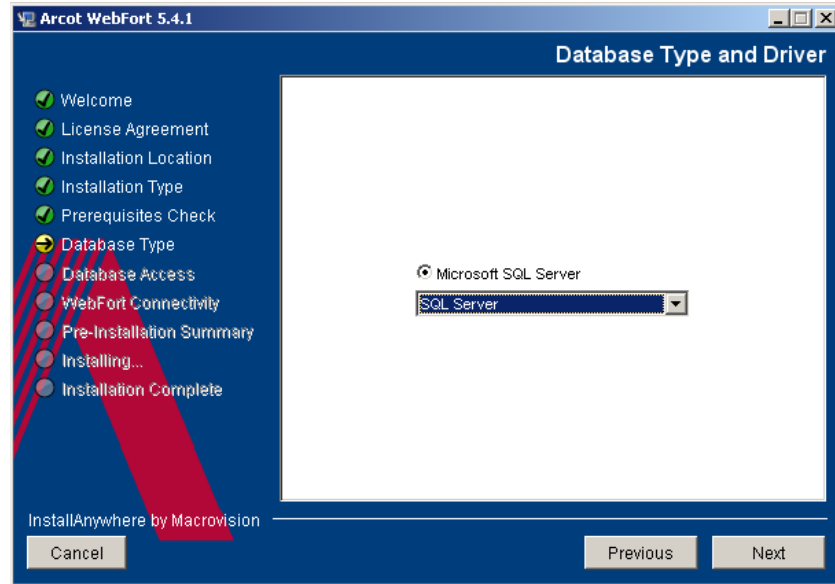 Arcot WebFort 5.4.1
Database Type and Driver
Welcome
License Agreement
Installation Location
Installation Type
Prerequisites Check
Database Type
Database Access
WebFort Connectivity
Pre-Installation Summary
Installing...
Installation Complete
Microsoft SQL Server
SQL Server
InstallAnywhere by Macrovision
Cancel
Previous
Next